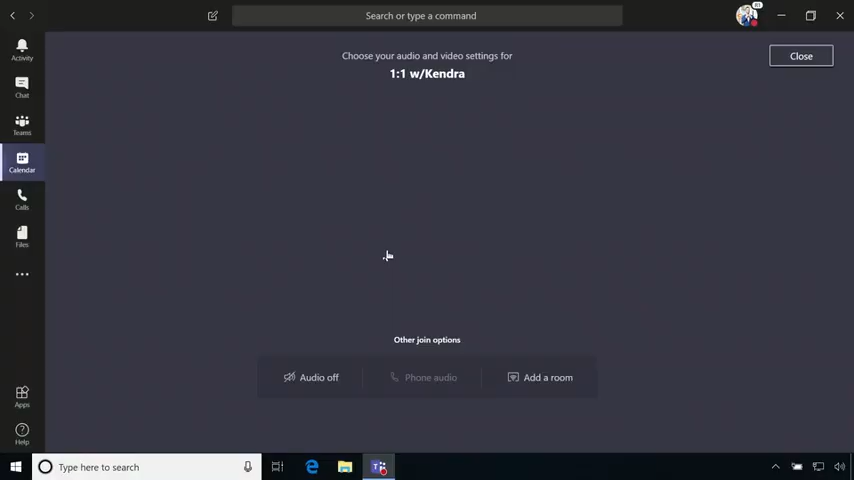 Search or type a command
Activity
Chat
Teams
Calendar
Calls
Files
Apps
Help
Choose your audio and video settings for
1:1 w/Kendra
Close
Other join options
Audio off
Phone audio
Add a room
Type here to search